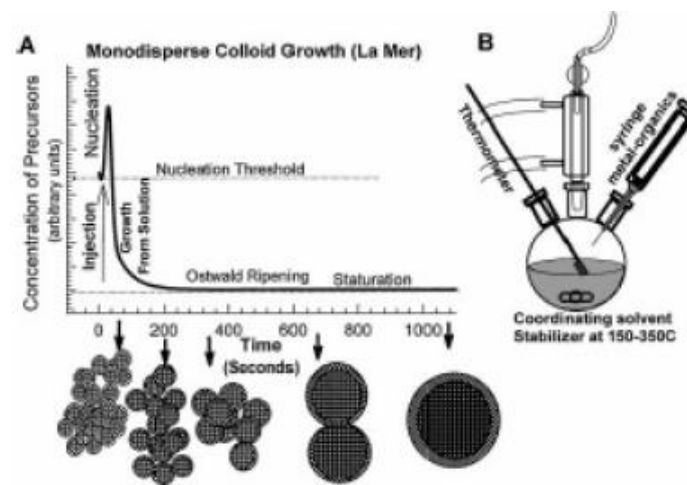 A
Monodisperse Colloid Growth (La Mer)
Concentration of Precursors
(arbitrary units)
Nucleation
Injection
Growth
From Solution
Nucleation Threshold
Ostwald Ripening
Staturation
0 200 400 600 800 1000
Time
(Seconds)
B
Thermometer
syringe
metal-organics
Coordinating solvent
Stabilizer at 150-350C